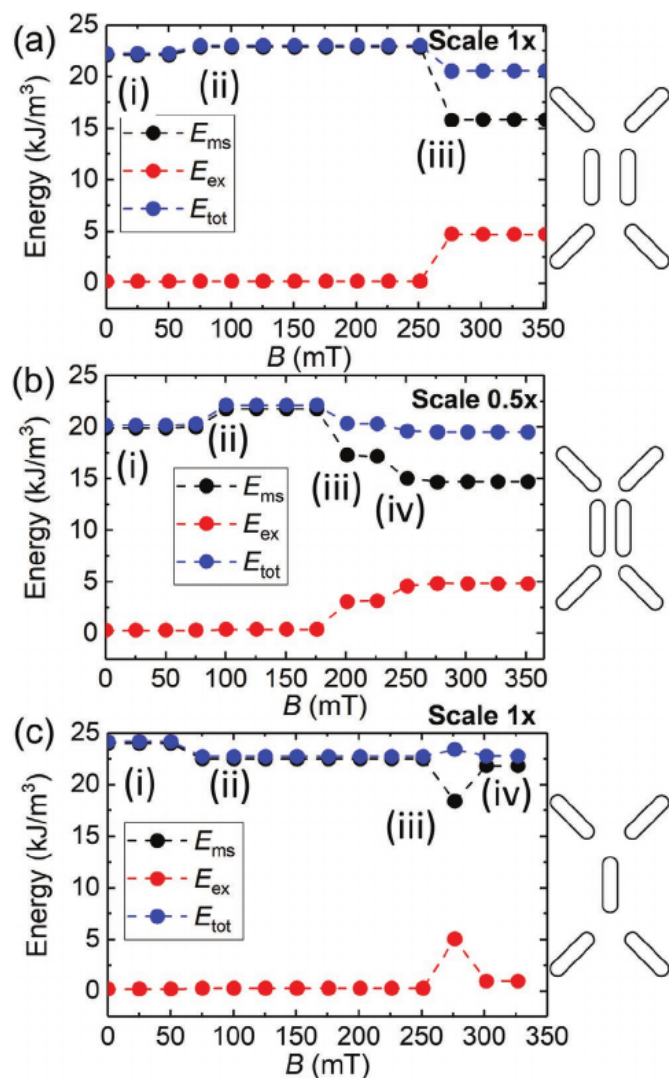 (a)
Scale 1x
Energy (kJ/m³)
25
20
15
10
5
0
(i)
(ii)
(iii)
E_ms
E_ex
E_tot
0 50 100 150 200 250 300 350
B (mT)
(b)
Scale 0.5x
Energy (kJ/m³)
25
20
15
10
5
0
(i)
(ii)
(iii)
(iv)
E_ms
E_ex
E_tot
0 50 100 150 200 250 300 350
B (mT)
(c)
Scale 1x
Energy (kJ/m³)
25
20
15
10
5
0
(i)
(ii)
(iii)
(iv)
E_ms
E_ex
E_tot
0 50 100 150 200 250 300 350
B (mT)